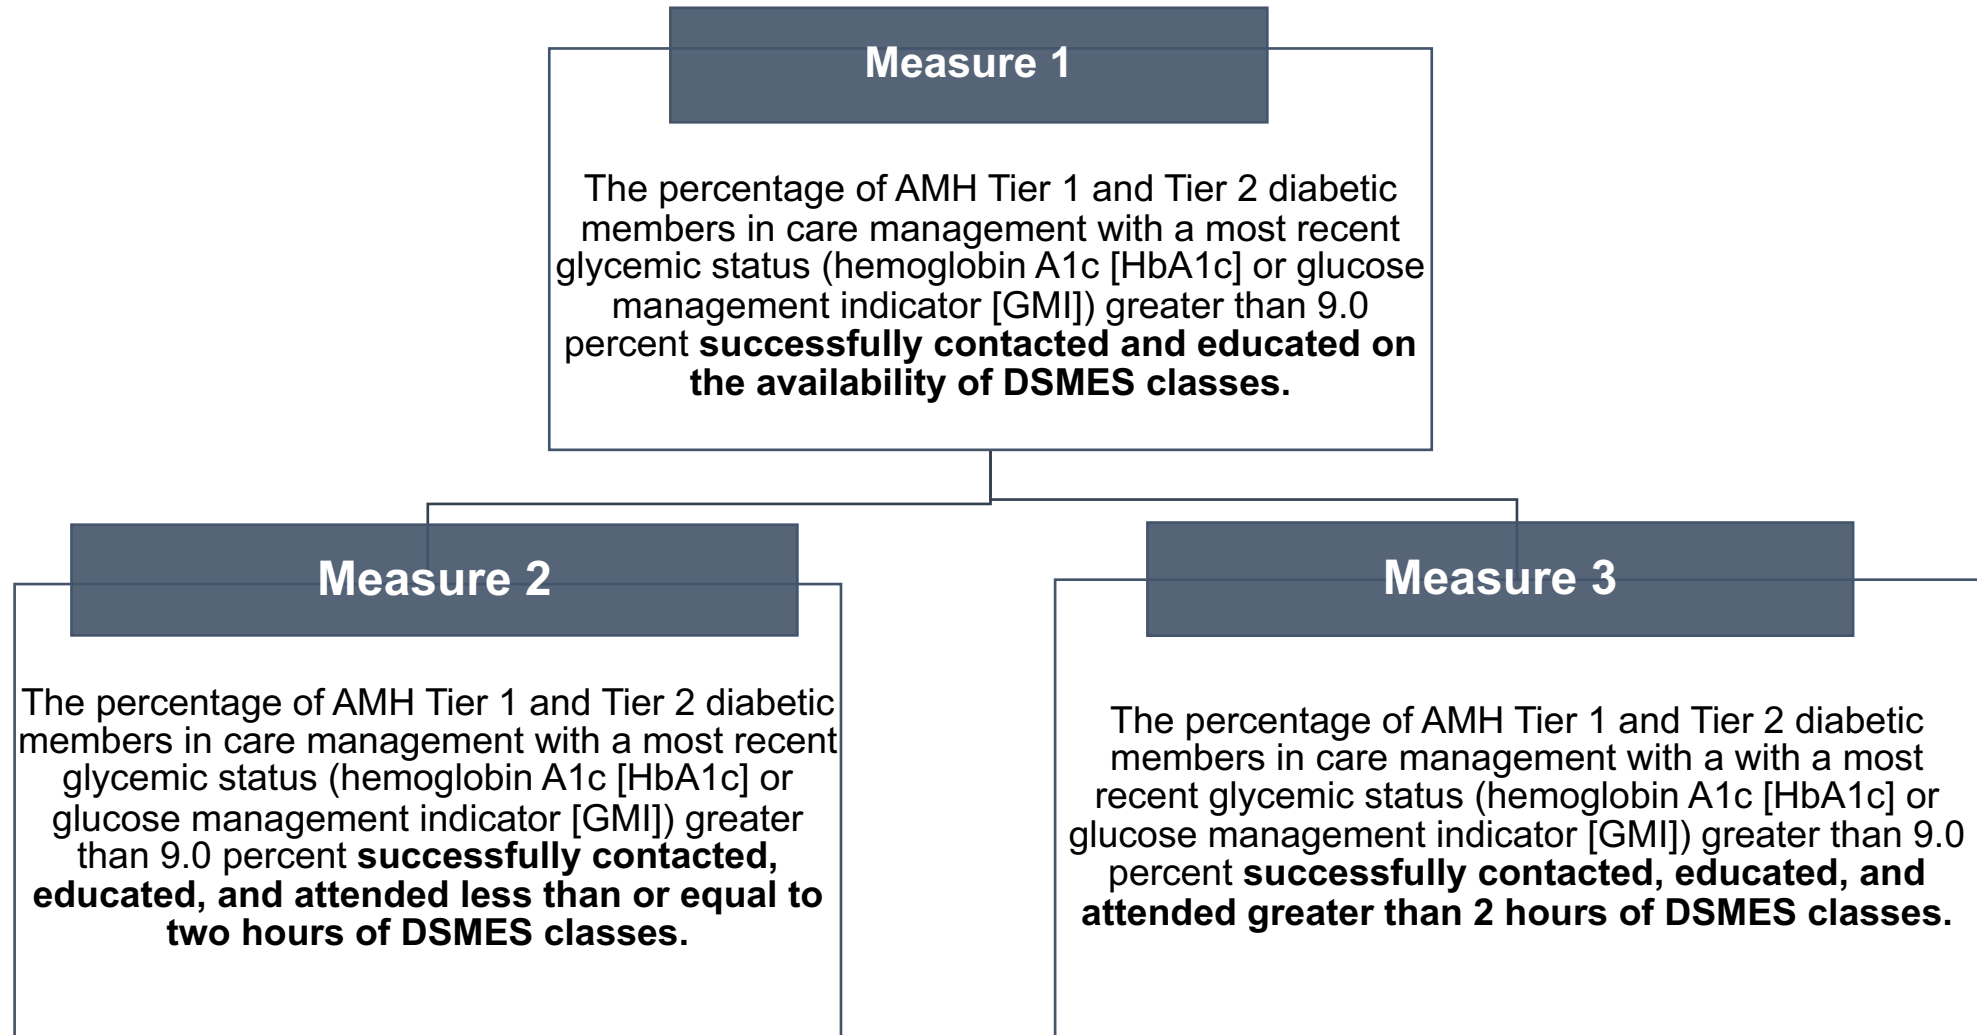 Measure 1
The percentage of AMH Tier 1 and Tier 2 diabetic
members in care management with a most recent
glycemic status (hemoglobin A1c [HbA1c] or glucose
management indicator [GMI]) greater than 9.0
percent successfully contacted and educated on
the availability of DSMES classes.
Measure 2
The percentage of AMH Tier 1 and Tier 2 diabetic
members in care management with a most recent
glycemic status (hemoglobin A1c [HbA1c] or
glucose management indicator [GMI]) greater
than 9.0 percent successfully contacted,
educated, and attended less than or equal to
two hours of DSMES classes.
Measure 3
The percentage of AMH Tier 1 and Tier 2 diabetic
members in care management with a with a most
recent glycemic status (hemoglobin A1c [HbA1c] or
glucose management indicator [GMI]) greater than 9.0
percent successfully contacted, educated, and
attended greater than 2 hours of DSMES classes.